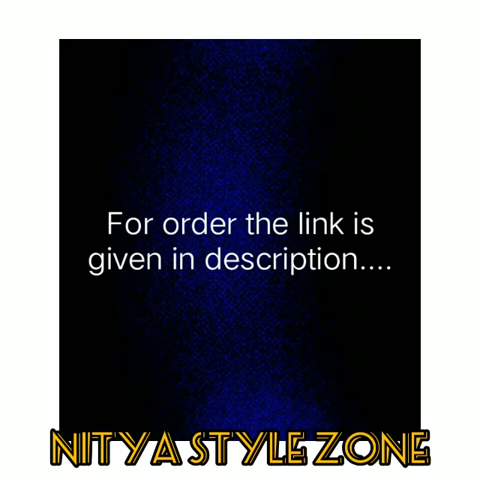 For order the link is
given in description....
NITYA STYLE ZONE